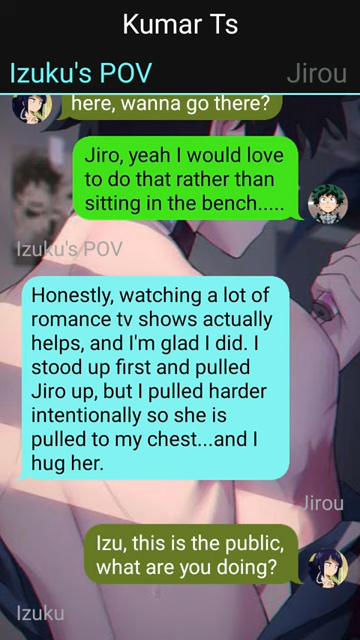 Kumar Ts
Izuku's POV
Jirou
here, wanna go there?
Jiro, yeah I would love
to do that rather than
sitting in the bench.....
Izuku's POV
Honestly, watching a lot of
romance tv shows actually
helps, and I'm glad I did. I
stood up first and pulled
Jiro up, but I pulled harder
intentionally so she is
pulled to my chest...and I
hug her.
Jirou
Izu, this is the public,
what are you doing?
Izuku